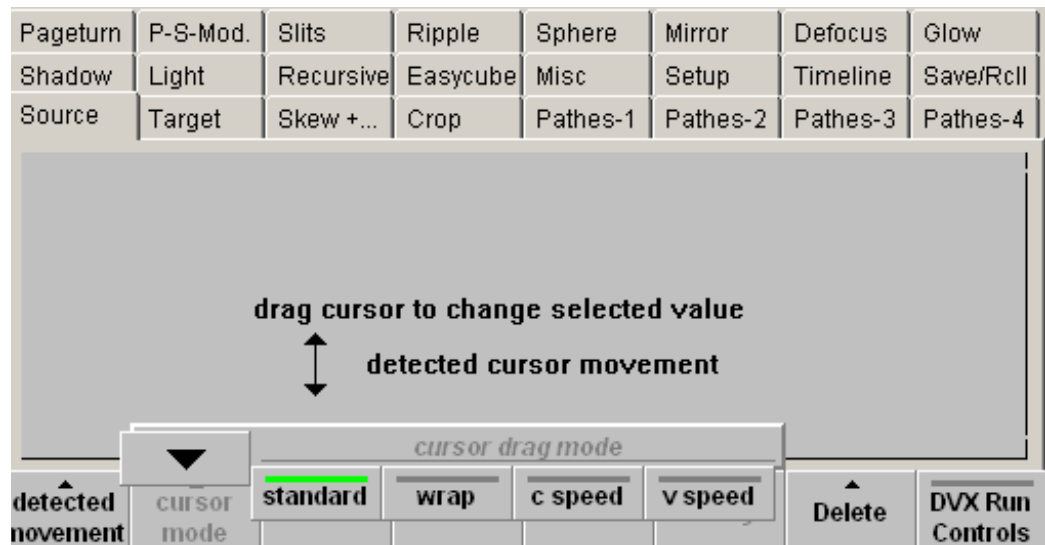 Pageturn P-S-Mod. Slits Ripple Sphere Mirror Defocus Glow
Shadow Light Recursive Easycube Misc Setup Timeline Save/Rcll
Source Target Skew +... Crop Pathes-1 Pathes-2 Pathes-3 Pathes-4
drag cursor to change selected value
detected cursor movement
cursor drag mode
detected movement
cursor mode
standard wrap c speed v speed
Delete
DVX Run
Controls